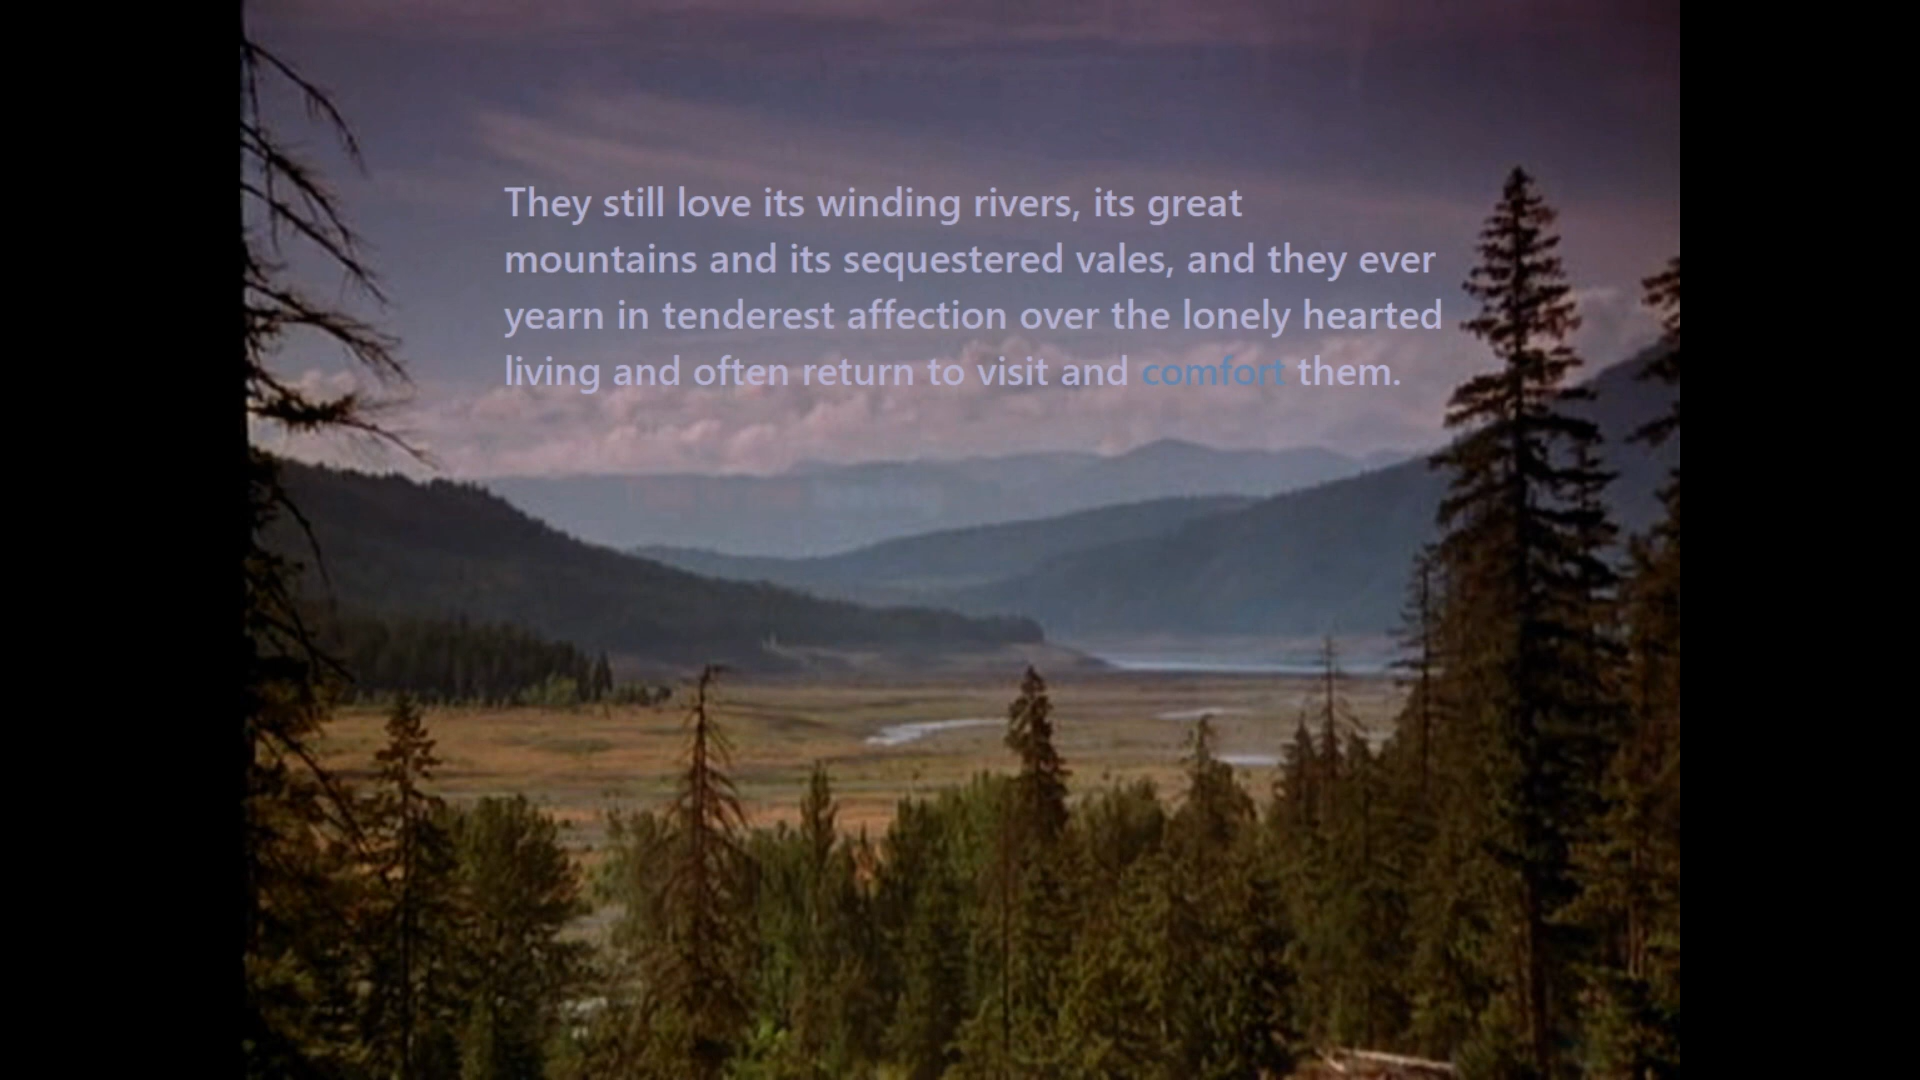 They still love its winding rivers, its great
mountains and its sequestered vales, and they ever
yearn in tenderest affection over the lonely hearted
living and often return to visit and comfort them.